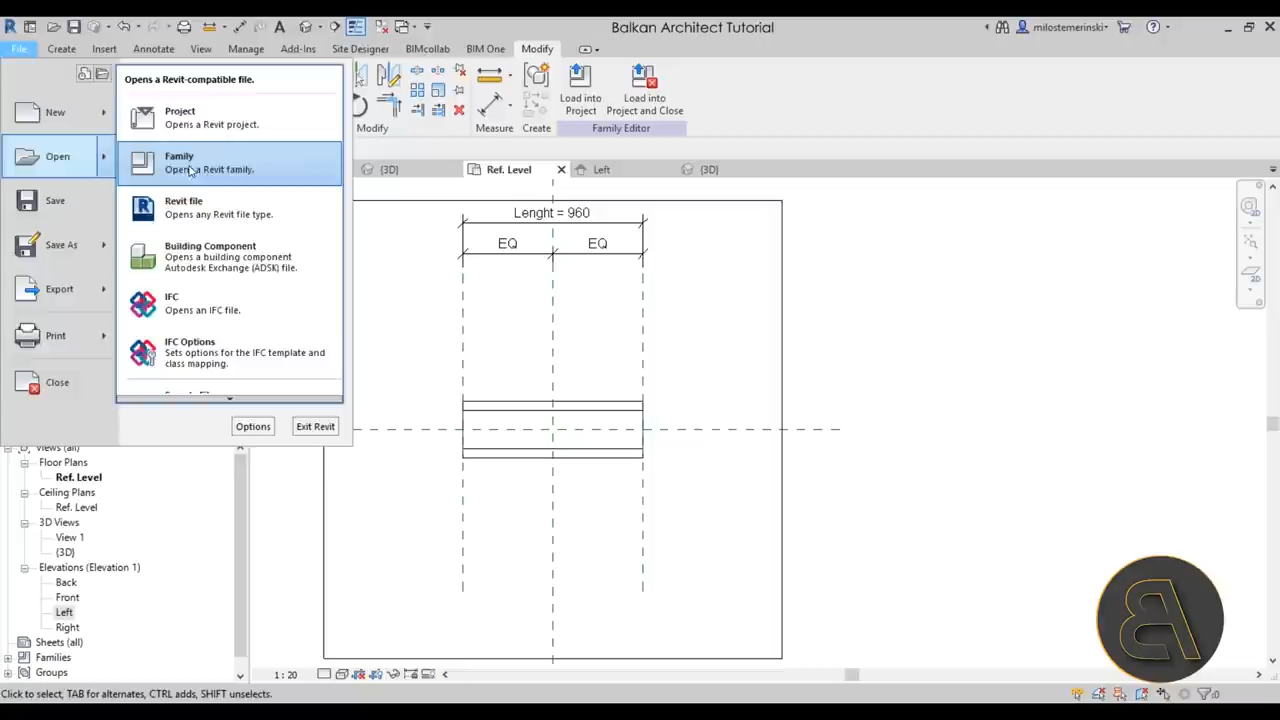 Balkan Architect Tutorial
milostemerinski
File
Create
Insert
Annotate
View
Manage
Add-Ins
Site Designer
BIMcollab
BIM One
Modify
Opens a Revit-compatible file.
New
Open
Save
Save As
Export
Print
Close
Project
Opens a Revit project.
Family
Opens a Revit family.
Revit file
Opens any Revit file type.
Building Component
Opens a building component
Autodesk Exchange (ADSK) file.
IFC
Opens an IFC file.
IFC Options
Sets options for the IFC template and
class mapping.
Options
Exit Revit
Modify
Measure
Create
Load into
Project
Load into
Project and Close
Family Editor
{3D}
Ref. Level
Left
{3D}
Lenght = 960
EQ
EQ
Views (all)
Floor Plans
Ref. Level
Ceiling Plans
Ref. Level
3D Views
View 1
{3D}
Elevations (Elevation 1)
Back
Front
Left
Right
Sheets (all)
Families
Groups
1 : 20
2D
2D
Click to select, TAB for alternates, CTRL adds, SHIFT unselects.
:0